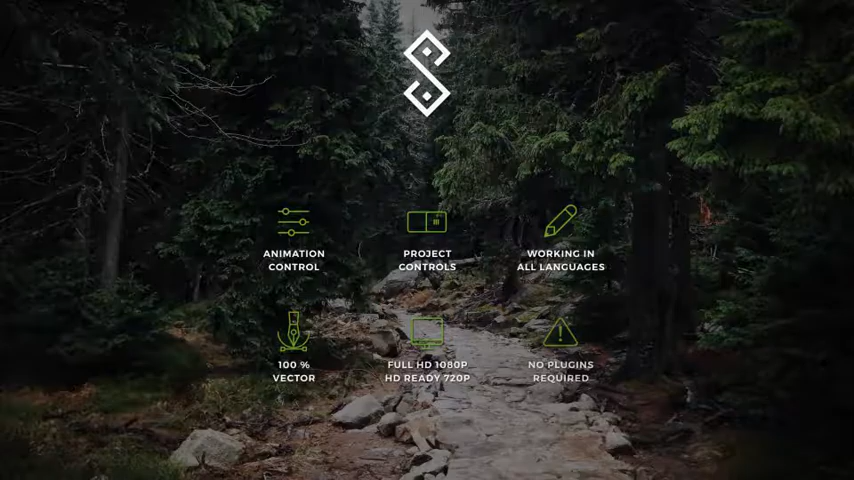 ANIMATION
CONTROL
PROJECT
CONTROLS
WORKING IN
ALL LANGUAGES
100 %
VECTOR
FULL HD 1080P
HD READY 720P
NO PLUGINS
REQUIRED